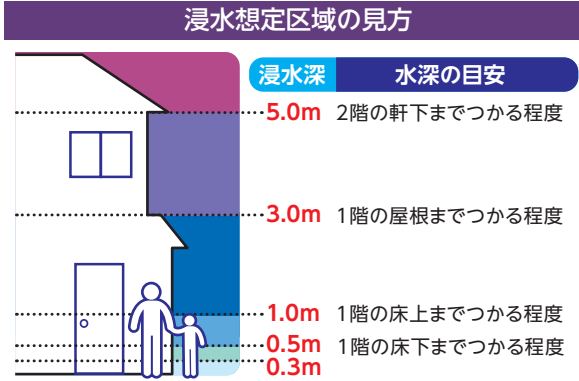 浸水想定区域の見方
浸水深 水深の目安
5.0m 2階の軒下までつかる程度
3.0m 1階の屋根までつかる程度
1.0m 1階の床上までつかる程度
0.5m 1階の床下までつかる程度
0.3m